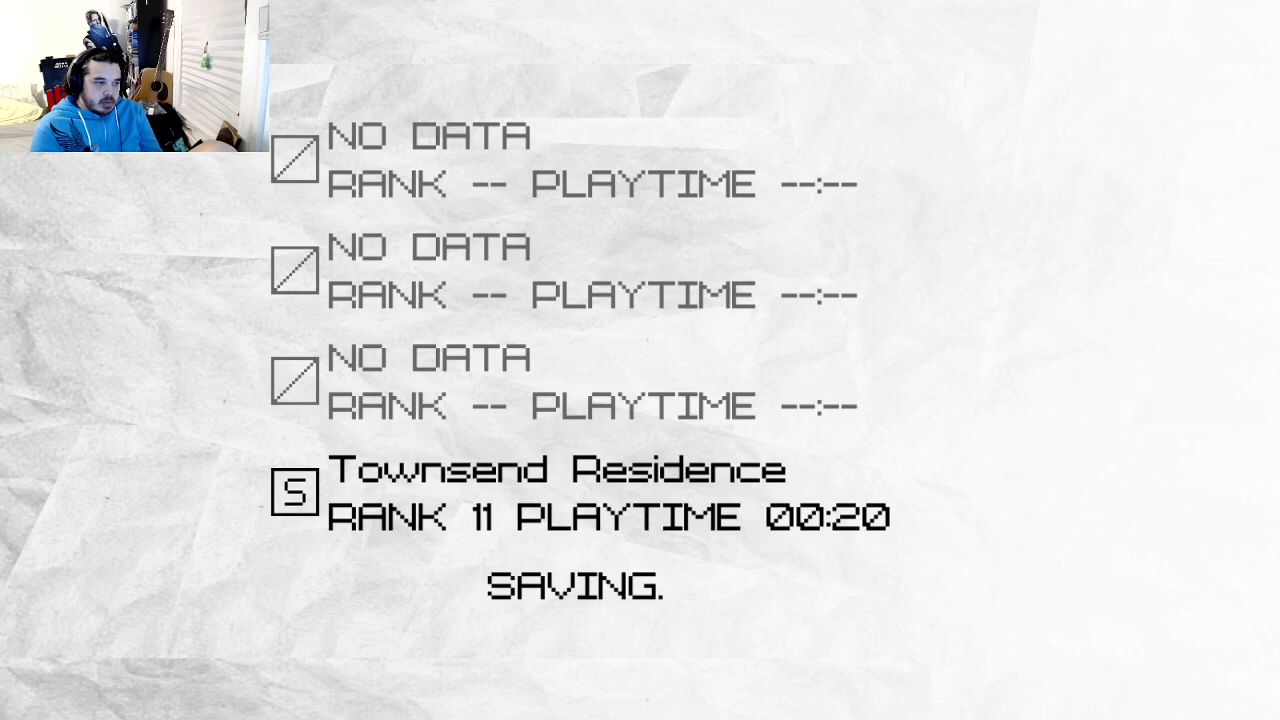 NO DATA
RANK -- PLAYTIME --:--
NO DATA
RANK -- PLAYTIME --:--
NO DATA
RANK -- PLAYTIME --:--
S Townsend Residence
RANK 11 PLAYTIME 00:20
SAVING.